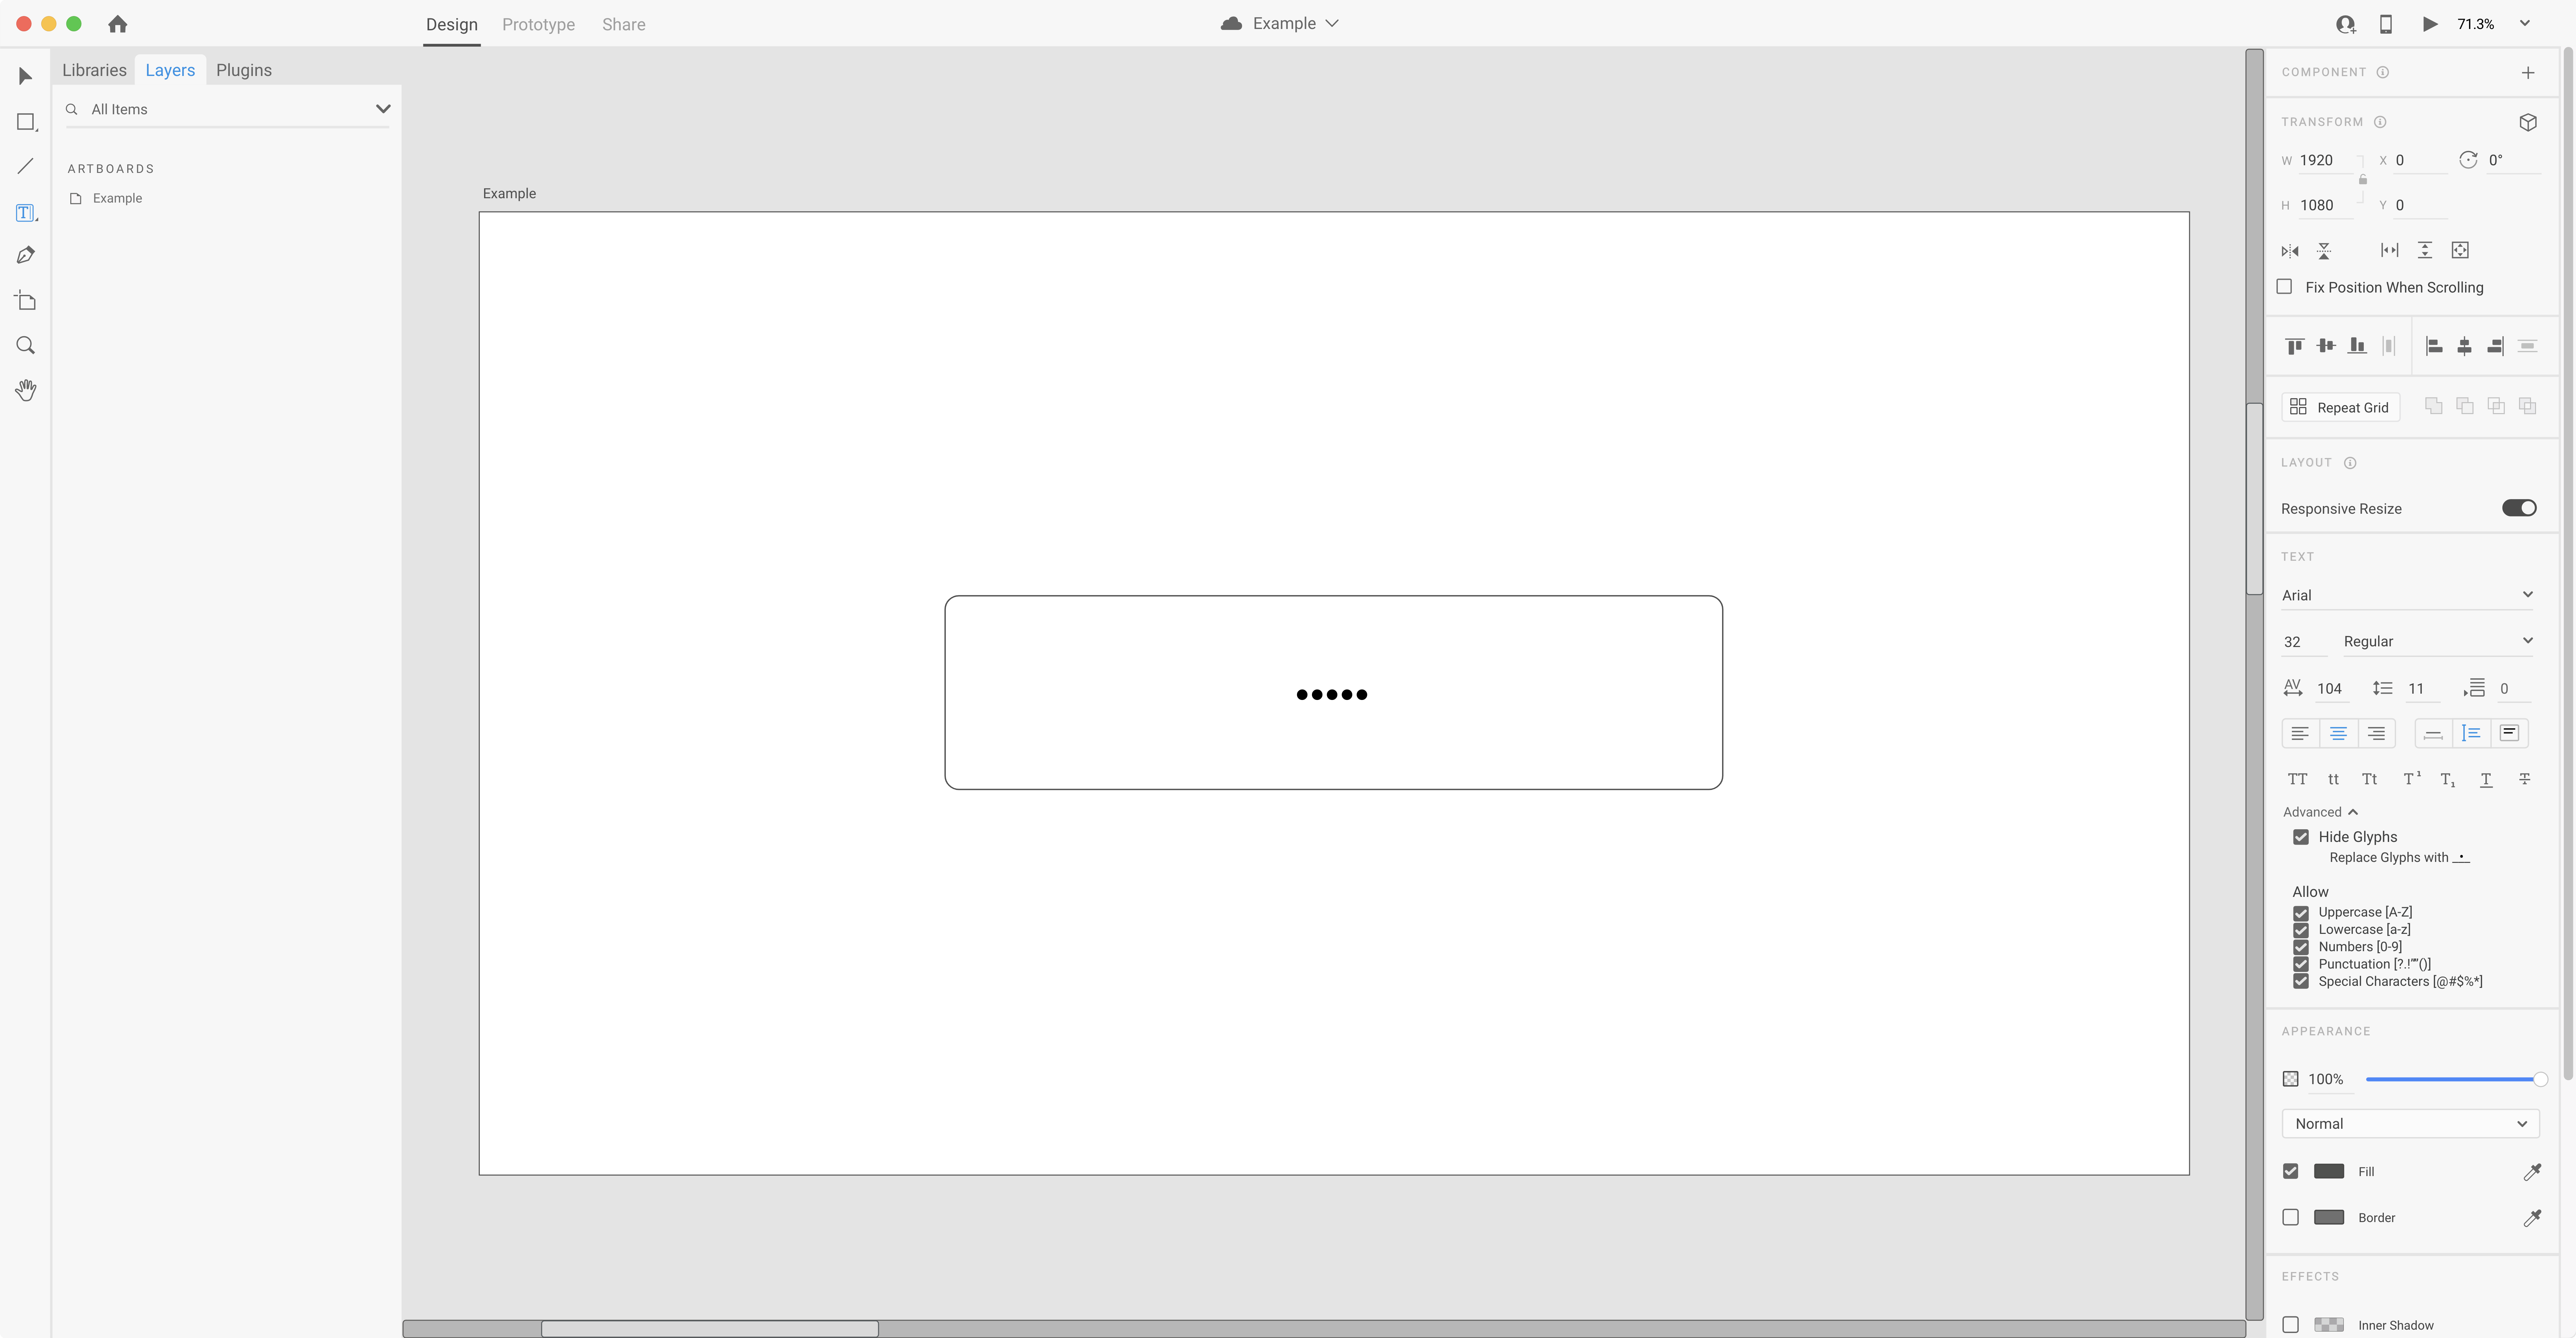 Design Prototype Share
Example
71.3%
Libraries Layers Plugins
All Items
ARTBOARDS
Example
Example
•••••
COMPONENT
TRANSFORM
W 1920 X 0 0°
H 1080 Y 0
Fix Position When Scrolling
Repeat Grid
LAYOUT
Responsive Resize
TEXT
Arial
32 Regular
AV 104 11 0
TT tt Tt T¹ T₁ T T
Advanced
Hide Glyphs
Replace Glyphs with •
Allow
Uppercase [A-Z]
Lowercase [a-z]
Numbers [0-9]
Punctuation [?.!""()]
Special Characters [@#$%*]
APPEARANCE
100%
Normal
Fill
Border
EFFECTS
Inner Shadow